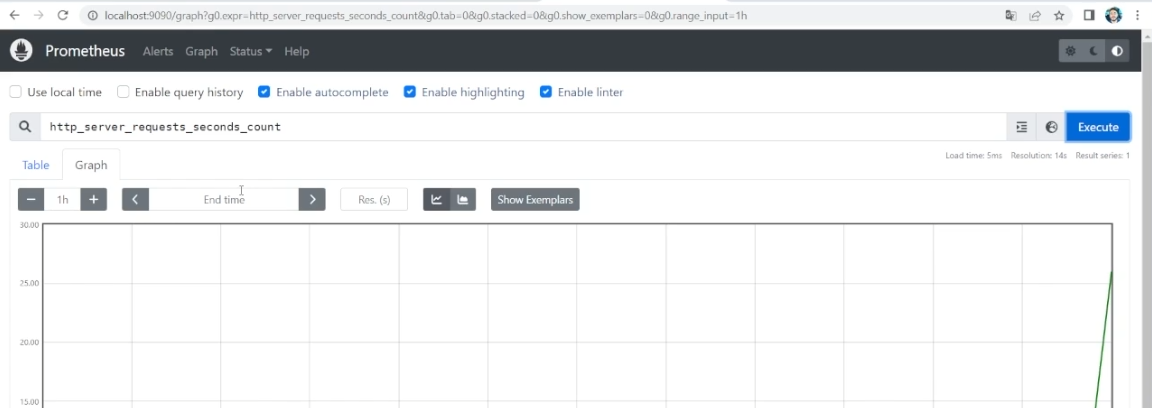 localhost:9090/graph?g0.expr=http_server_requests_seconds_count&g0.tab=0&g0.stacked=0&g0.show_exemplars=0&g0.range_input=1h
Prometheus Alerts Graph Status Help
Use local time Enable query history Enable autocomplete Enable highlighting Enable linter
http_server_requests_seconds_count Execute
Load time: 5ms Resolution: 14s Result series: 1
Table Graph
− 1h + End time Res. (s) Show Exemplars
30.00
25.00
20.00
15.00